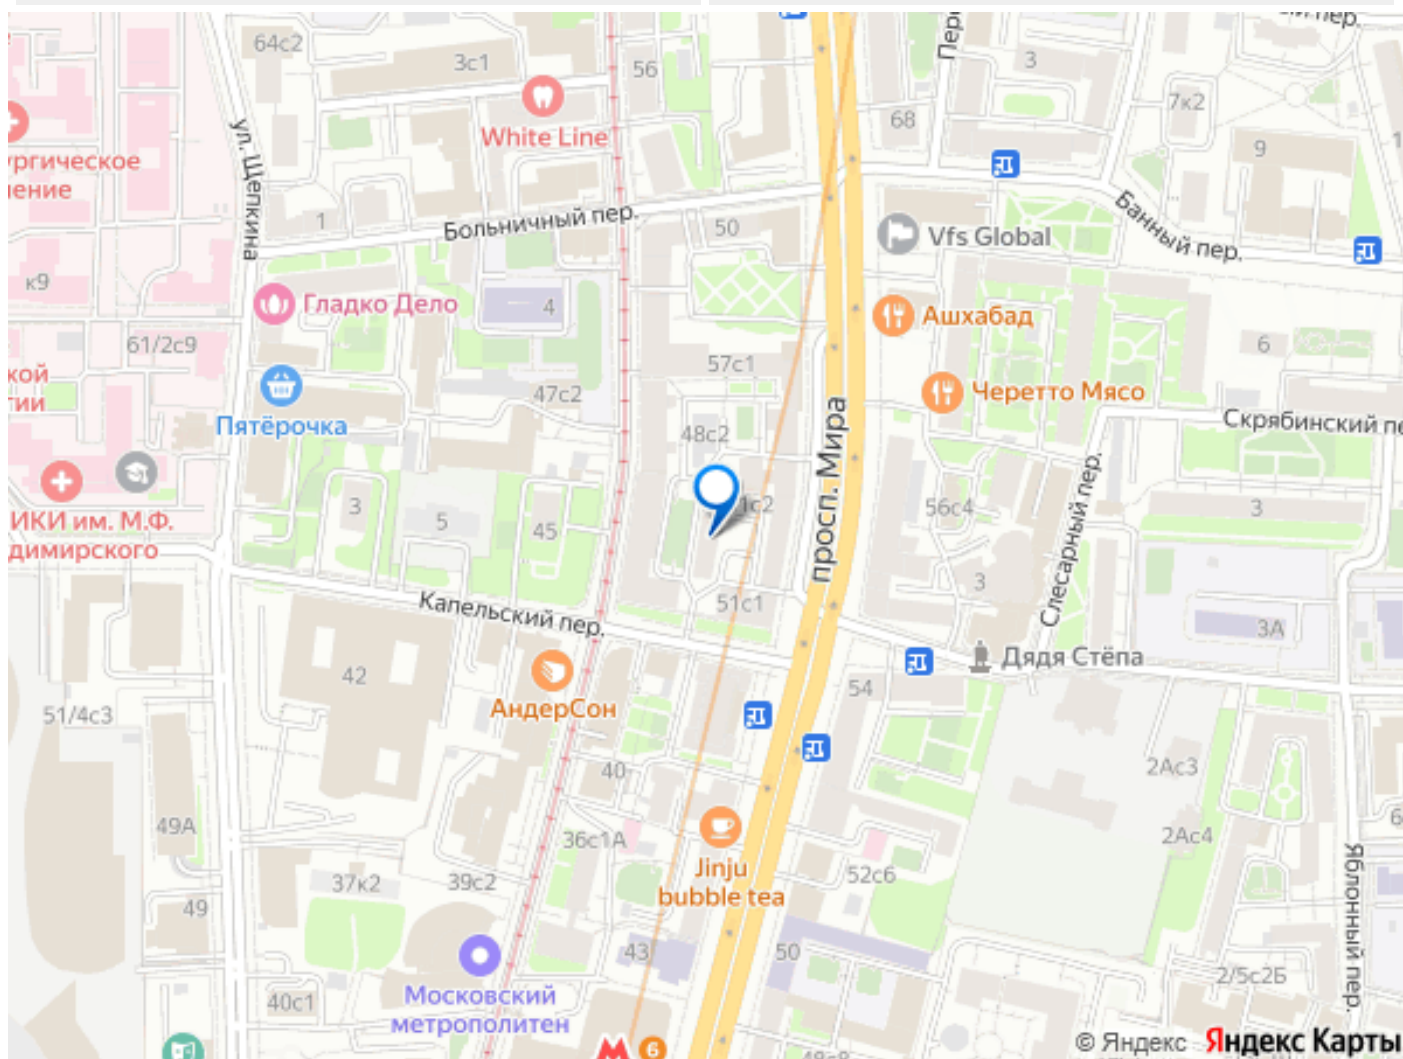 64с2
3с1
56
White Line
68
3
7к2
9
ул. Щепкина
1
Больничный пер.
50
Vfs Global
Банный пер.
к9
Гладко Дело
4
Ашхабад
61/2с9
57с1
6
47с2
Черетто Мясо
Пятёрочка
48с2
просп. Мира
Скрябинский
ИКИ им. М.Ф.
димирского
3
5
45
1с2
56с4
3
Слесарный пер.
3
Капельский пер.
51с1
3А
Дядя Стёпа
42
АндерСон
54
51/4с3
40
2Ас3
49А
36с1А
Jinju
bubble tea
2Ас4
37к2
39с2
52с6
Яблонный пер.
49
43
50
Московский
метрополитен
40с1
2/5с2Б
6
© Яндекс Яндекс Карты